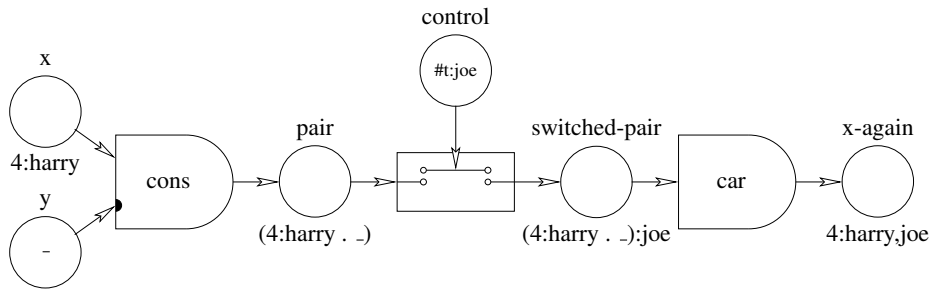 control
#t:joe
x
4:harry
y
-
cons
pair
(4:harry . _)
switched-pair
(4:harry . _):joe
car
x-again
4:harry,joe